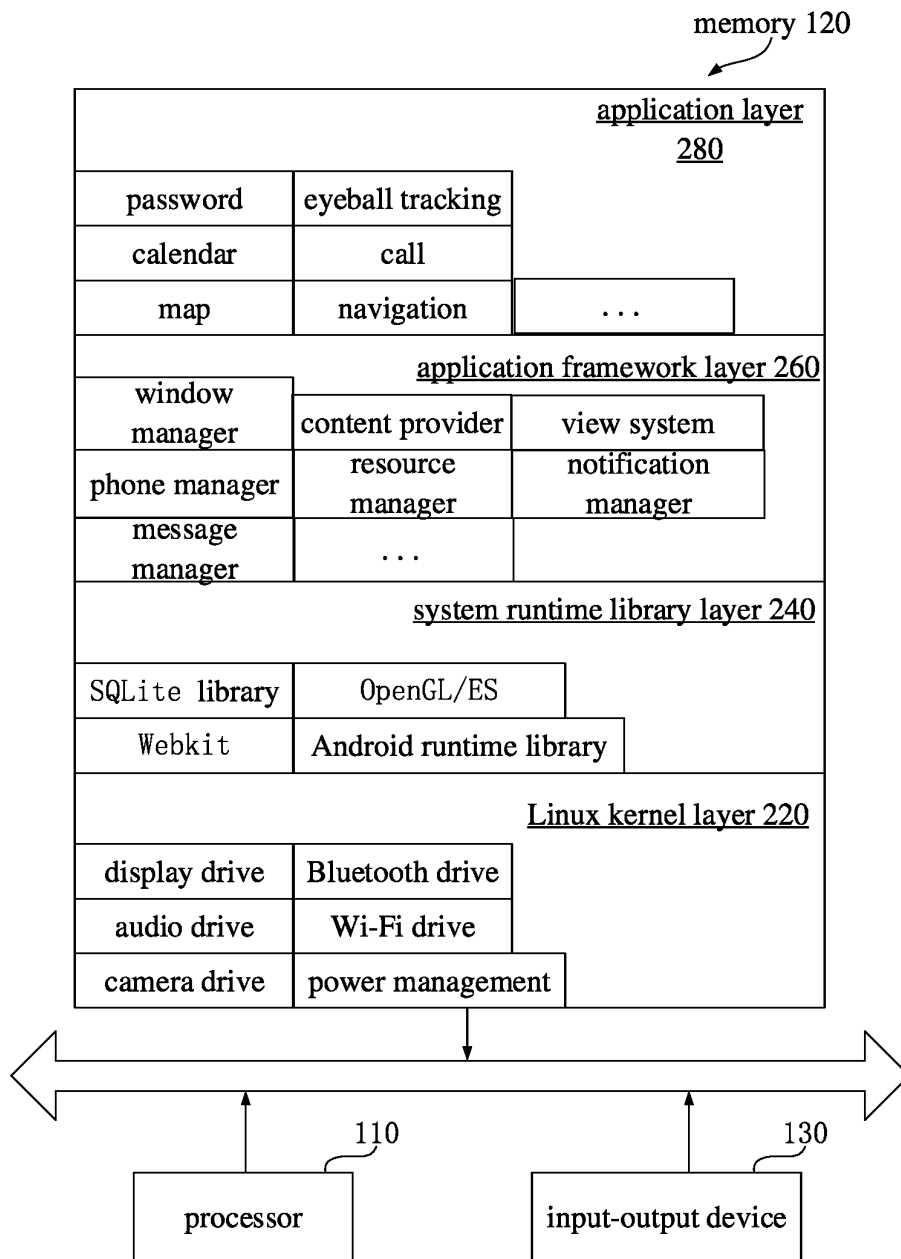 memory 120
application layer
280
password
eyeball tracking
calendar
call
map
navigation
...
application framework layer 260
window
manager
content provider
view system
phone manager
resource
manager
notification
manager
message
manager
...
system runtime library layer 240
SQLite library
OpenGL/ES
Webkit
Android runtime library
Linux kernel layer 220
display drive
Bluetooth drive
audio drive
Wi-Fi drive
camera drive
power management
110
130
processor
input-output device